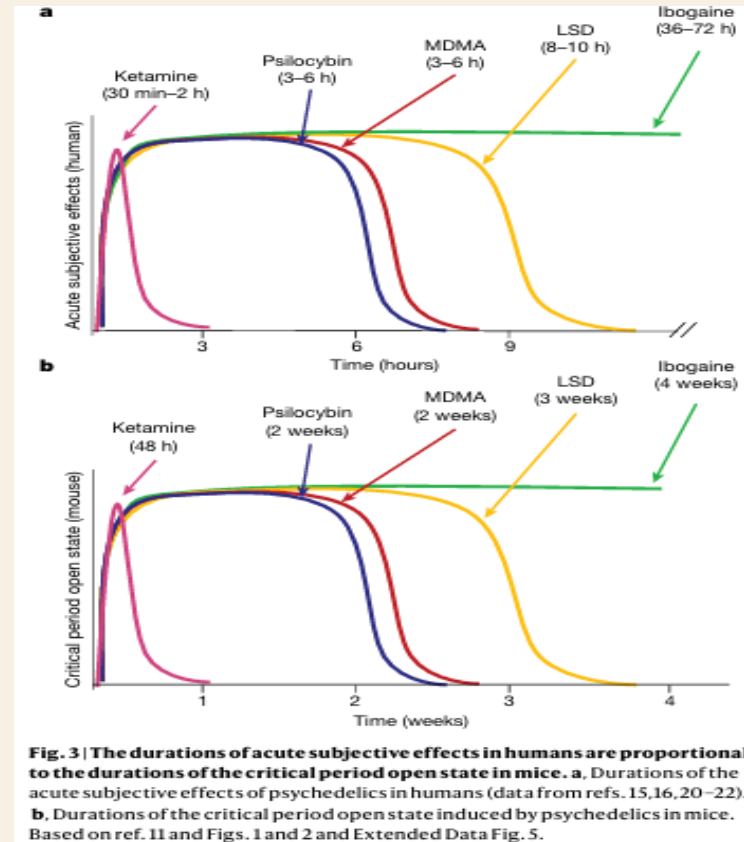 a
Ibogaine
(36–72 h)
LSD
(8–10 h)
MDMA
(3–6 h)
Psilocybin
(3–6 h)
Ketamine
(30 min–2 h)
Acute subjective effects (human)
3
6
9
Time (hours)
b
Ibogaine
(4 weeks)
LSD
(3 weeks)
MDMA
(2 weeks)
Psilocybin
(2 weeks)
Ketamine
(48 h)
Critical period open state (mouse)
1
2
3
4
Time (weeks)
Fig. 3 | The durations of acute subjective effects in humans are proportional
to the durations of the critical period open state in mice. a, Durations of the
acute subjective effects of psychedelics in humans (data from refs. 15,16,20–22).
b, Durations of the critical period open state induced by psychedelics in mice.
Based on ref. 11 and Figs. 1 and 2 and Extended Data Fig. 5.